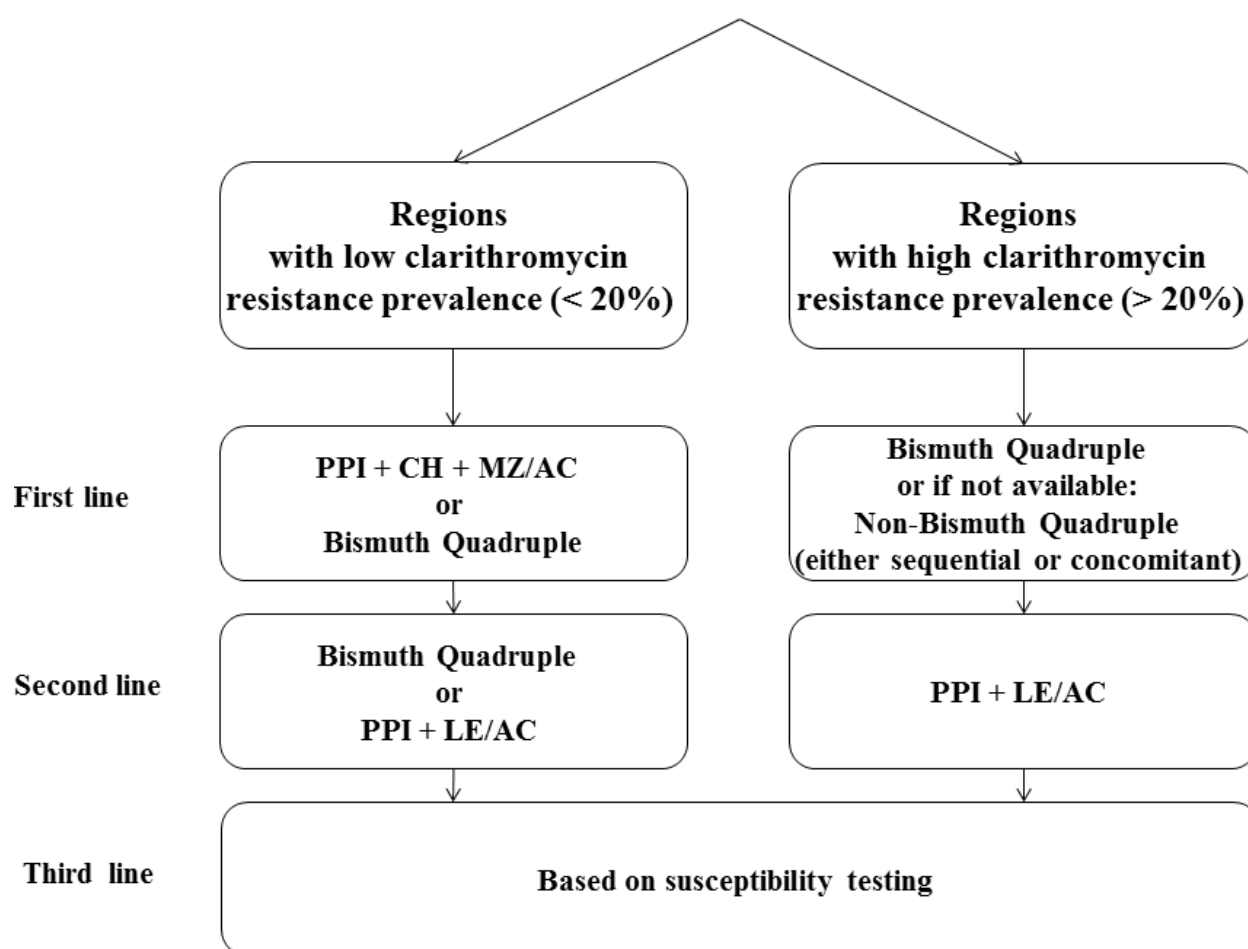 Regions
with low clarithromycin
resistance prevalence (< 20%)
Regions
with high clarithromycin
resistance prevalence (> 20%)
First line
PPI + CH + MZ/AC
or
Bismuth Quadruple
Bismuth Quadruple
or if not available:
Non-Bismuth Quadruple
(either sequential or concomitant)
Second line
Bismuth Quadruple
or
PPI + LE/AC
PPI + LE/AC
Third line
Based on susceptibility testing